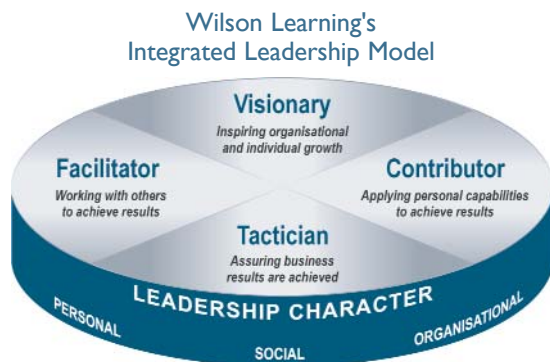 Wilson Learning's
Integrated Leadership Model
Visionary
Inspiring organisational
and individual growth
Facilitator
Working with others
to achieve results
Contributor
Applying personal capabilities
to achieve results
Tactician
Assuring business
results are achieved
LEADERSHIP CHARACTER
PERSONAL
SOCIAL
ORGANISATIONAL